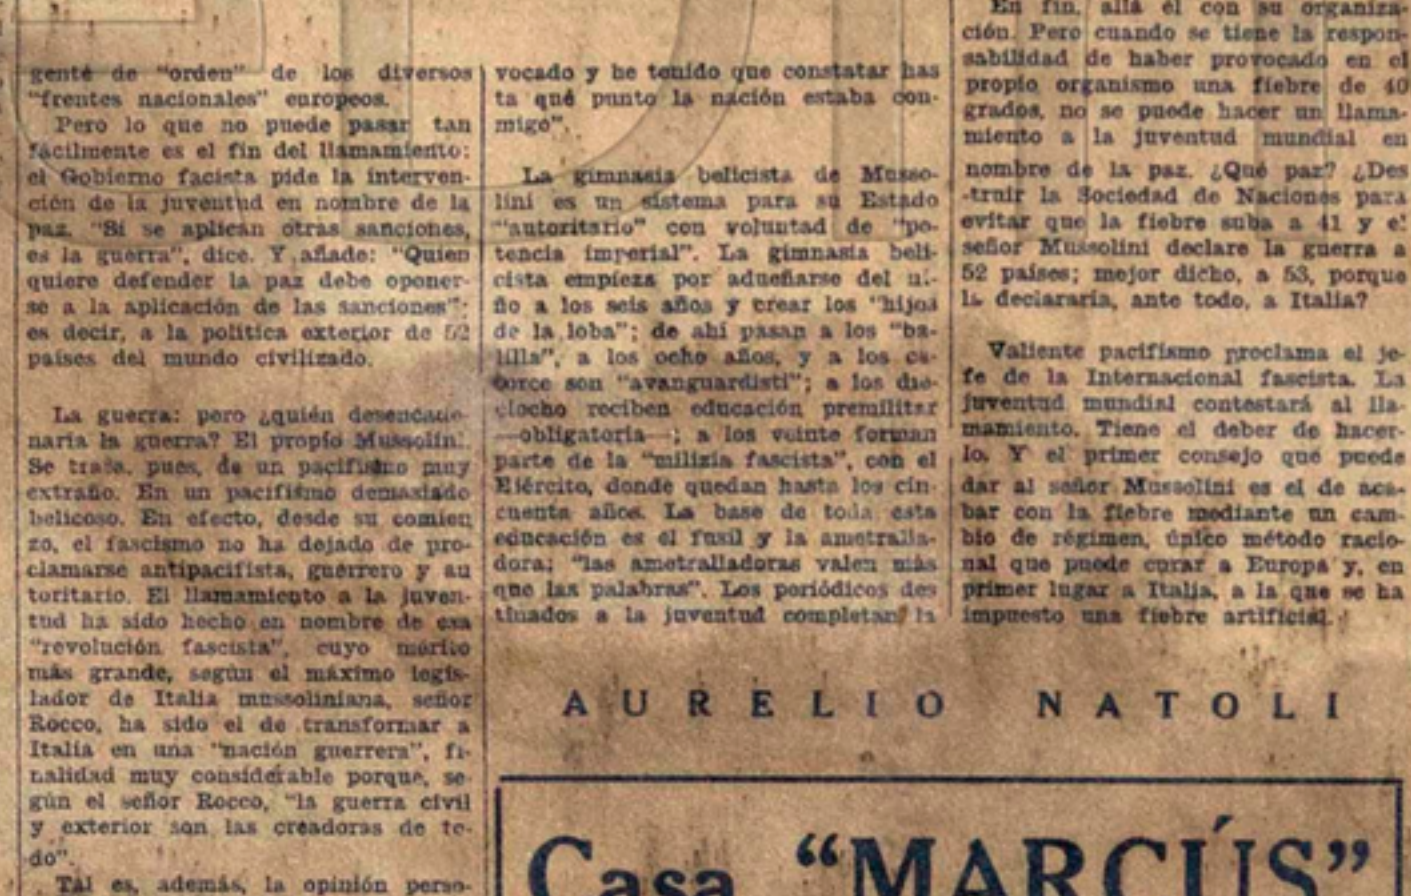 gente de "orden" de los diversos
"frentes nacionales" europeos.
Pero lo que no puede pasar tan
fácilmente es el fin del llamamiento:
el Gobierno facista pide la interven-
ción de la juventud en nombre de la
paz. "Si se aplican otras sanciones,
es la guerra", dice. Y añade: "Quien
quiere defender la paz debe oponer-
se a la aplicación de las sanciones";
es decir, a la política exterior de 52
países del mundo civilizado.
La guerra: pero ¿quién desencade-
naría la guerra? El propio Mussolini.
Se trata, pues, de un pacifismo muy
extraño. En un pacifismo demasiado
belicoso. En efecto, desde su comien
zo, el fascismo no ha dejado de pro-
clamarse antipacifista, guerrero y au
toritario. El llamamiento a la juven-
tud ha sido hecho en nombre de esa
"revolución fascista", cuyo mérito
más grande, según el máximo legis-
lador de Italia mussoliniana, señor
Rocco, ha sido el de transformar a
Italia en una "nación guerrera", fi-
nalidad muy considerable porque, se-
gún el señor Rocco, "la guerra civil
y exterior son las creadoras de to-
do".
Tal es, además, la opinión perso-
vocado y he tenido que constatar has
ta qué punto la nación estaba con-
migo".
La gimnasia belicista de Musso-
lini es un sistema para su Estado
"autoritario" con voluntad de "po-
tencia imperial". La gimnasia beli-
cista empieza por adueñarse del ni-
ño a los seis años y crear los "hijos
de la loba"; de ahí pasan a los "ba-
lilla", a los ocho años, y a los ca-
torce son "avanguardisti"; a los die-
ciocho reciben educación premilitar
—obligatoria—; a los veinte forman
parte de la "milizia fascista", con el
Ejército, donde quedan hasta los cin-
cuenta años. La base de toda esta
educación es el fusil y la ametralla-
dora; "las ametralladoras valen más
que las palabras". Los periódicos des
tinados a la juventud completan la
En fin, allá él con su organiza-
ción. Pero cuando se tiene la respon-
sabilidad de haber provocado en el
propio organismo una fiebre de 40
grados, no se puede hacer un llama-
miento a la juventud mundial en
nombre de la paz. ¿Qué paz? ¿Des
-truir la Sociedad de Naciones para
evitar que la fiebre suba a 41 y el
señor Mussolini declare la guerra a
52 países; mejor dicho, a 53, porque
la declararía, ante todo, a Italia?
Valiente pacifismo proclama el je-
fe de la Internacional fascista. La
juventud mundial contestará al lla-
mamiento. Tiene el deber de hacer-
lo. Y el primer consejo que puede
dar al señor Mussolini es el de aca-
bar con la fiebre mediante un cam-
bio de régimen, único método racio-
nal que puede curar a Europa y, en
primer lugar a Italia, a la que se ha
impuesto una fiebre artificial.
AURELIO NATOLI
Casa "MARCÚS"